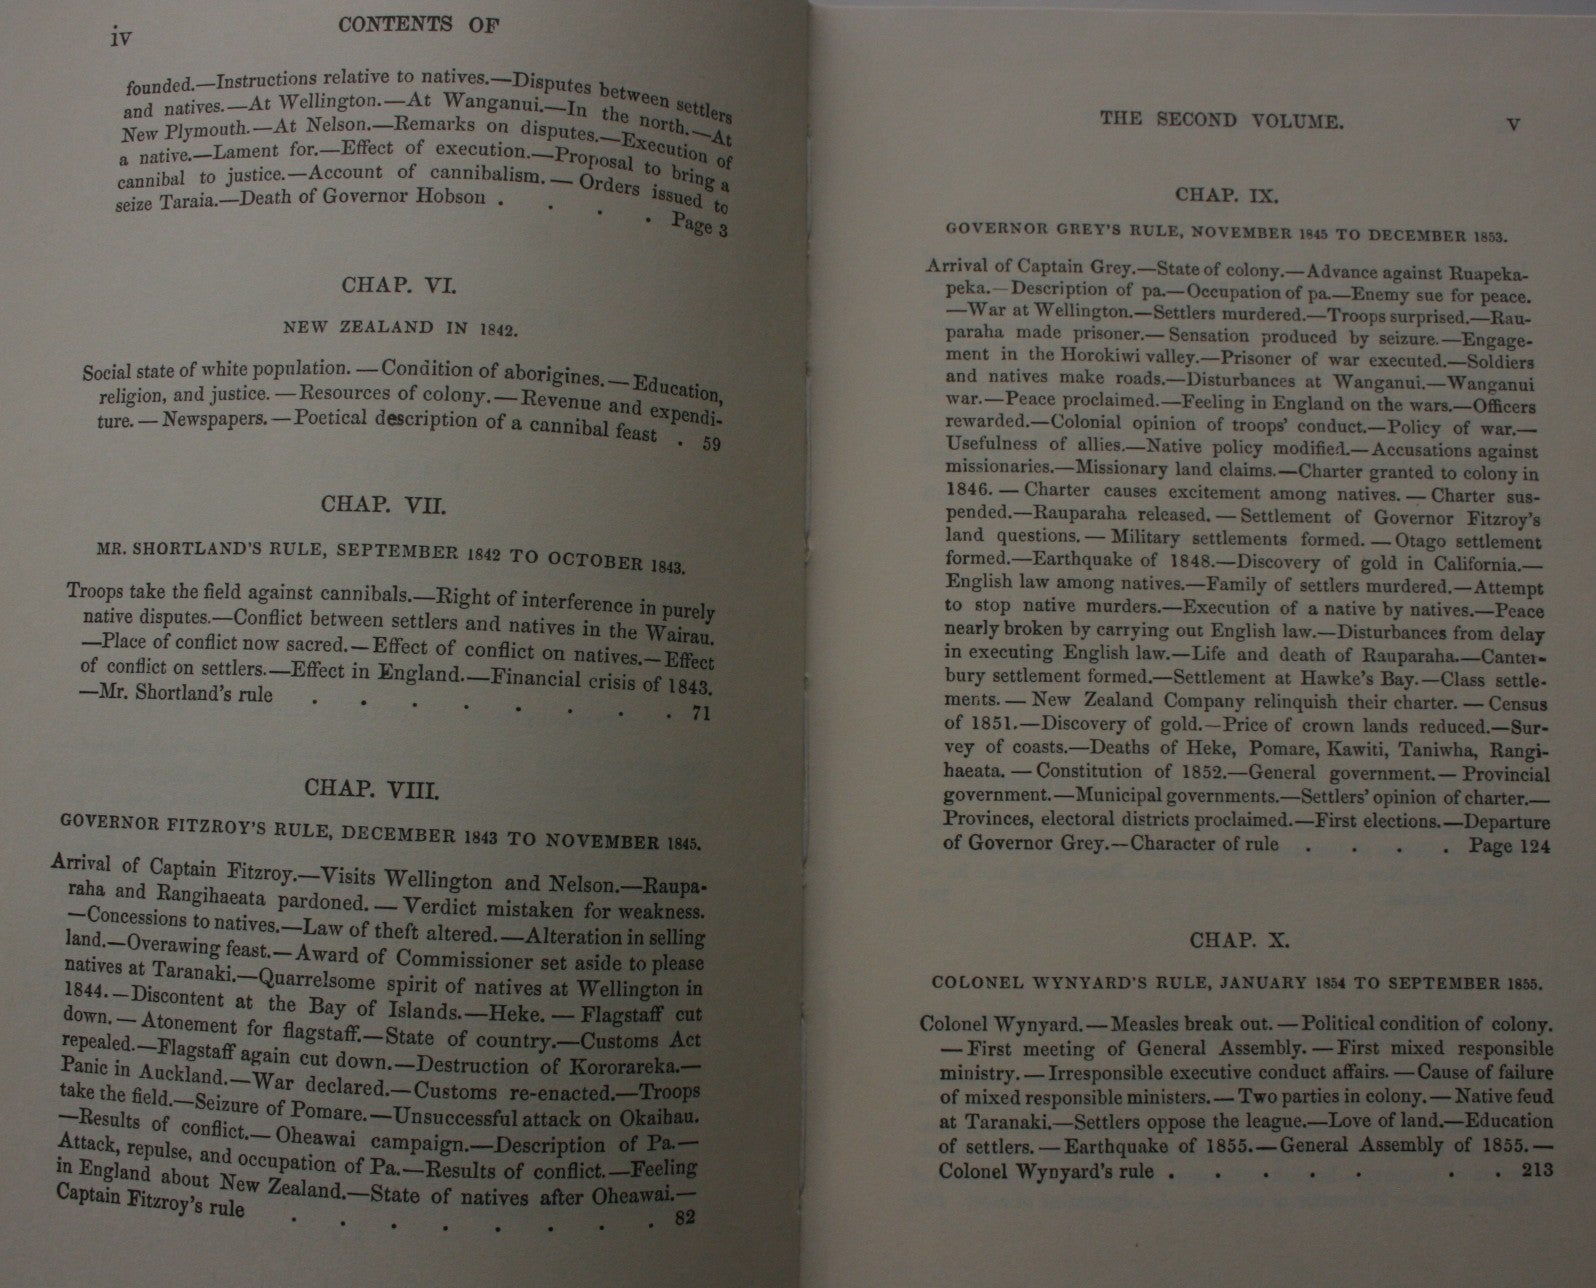 iv
CONTENTS OF
founded.—Instructions relative to natives.—Disputes between settlers
and natives.—At Wellington.—At Wanganui.—In the north.—At
New Plymouth.—At Nelson.—Remarks on disputes.—Execution of
a native.—Lament for.—Effect of execution.—Proposal to bring a
cannibal to justice.—Account of cannibalism.—Orders issued to
seize Taraia.—Death of Governor Hobson . . . . Page 3
CHAP. VI.
NEW ZEALAND IN 1842.
Social state of white population.—Condition of aborigines.—Education,
religion, and justice.—Resources of colony.—Revenue and expendi-
ture.—Newspapers.—Poetical description of a cannibal feast . 59
CHAP. VII.
MR. SHORTLAND'S RULE, SEPTEMBER 1842 TO OCTOBER 1843.
Troops take the field against cannibals.—Right of interference in purely
native disputes.—Conflict between settlers and natives in the Wairau.
—Place of conflict now sacred.—Effect of conflict on natives.—Effect
of conflict on settlers.—Effect in England.—Financial crisis of 1843.
—Mr. Shortland's rule . . . . . . . . 71
CHAP. VIII.
GOVERNOR FITZROY'S RULE, DECEMBER 1843 TO NOVEMBER 1845.
Arrival of Captain Fitzroy.—Visits Wellington and Nelson.—Raupa-
raha and Rangihaeata pardoned.—Verdict mistaken for weakness.
—Concessions to natives.—Law of theft altered.—Alteration in selling
land.—Overawing feast.—Award of Commissioner set aside to please
natives at Taranaki.—Quarrelsome spirit of natives at Wellington in
1844.—Discontent at the Bay of Islands.—Heke.—Flagstaff cut
down.—Atonement for flagstaff.—State of country.—Customs Act
repealed.—Flagstaff again cut down.—Destruction of Kororareka.—
Panic in Auckland.—War declared.—Customs re-enacted.—Troops
take the field.—Seizure of Pomare.—Unsuccessful attack on Okaihau.
—Results of conflict.—Oheawai campaign.—Description of Pa.—
Attack, repulse, and occupation of Pa.—Results of conflict.—Feeling
in England about New Zealand.—State of natives after Oheawai.—
Captain Fitzroy's rule . . . . . . . . 82
THE SECOND VOLUME.
v
CHAP. IX.
GOVERNOR GREY'S RULE, NOVEMBER 1845 TO DECEMBER 1853.
Arrival of Captain Grey.—State of colony.—Advance against Ruapeka-
peka.—Description of pa.—Occupation of pa.—Enemy sue for peace.
—War at Wellington.—Settlers murdered.—Troops surprised.—Rau-
paraha made prisoner.—Sensation produced by seizure.—Engage-
ment in the Horokiwi valley.—Prisoner of war executed.—Soldiers
and natives make roads.—Disturbances at Wanganui.—Wanganui
war.—Peace proclaimed.—Feeling in England on the wars.—Officers
rewarded.—Colonial opinion of troops' conduct.—Policy of war.—
Usefulness of allies.—Native policy modified.—Accusations against
missionaries.—Missionary land claims.—Charter granted to colony in
1846.—Charter causes excitement among natives.—Charter sus-
pended.—Rauparaha released.—Settlement of Governor Fitzroy's
land questions.—Military settlements formed.—Otago settlement
formed.—Earthquake of 1848.—Discovery of gold in California.—
English law among natives.—Family of settlers murdered.—Attempt
to stop native murders.—Execution of a native by natives.—Peace
nearly broken by carrying out English law.—Disturbances from delay
in executing English law.—Life and death of Rauparaha.—Canter-
bury settlement formed.—Settlement at Hawke's Bay.—Class settle-
ments.—New Zealand Company relinquish their charter.—Census
of 1851.—Discovery of gold.—Price of crown lands reduced.—Sur-
vey of coasts.—Deaths of Heke, Pomare, Kawiti, Taniwha, Rangi-
haeata.—Constitution of 1852.—General government.—Provincial
government.—Municipal governments.—Settlers' opinion of charter.—
Provinces, electoral districts proclaimed.—First elections.—Departure
of Governor Grey.—Character of rule . . . . Page 124
CHAP. X.
COLONEL WYNYARD'S RULE, JANUARY 1854 TO SEPTEMBER 1855.
Colonel Wynyard.—Measles break out.—Political condition of colony.
—First meeting of General Assembly.—First mixed responsible
ministry.—Irresponsible executive conduct affairs.—Cause of failure
of mixed responsible ministers.—Two parties in colony.—Native feud
at Taranaki.—Settlers oppose the league.—Love of land.—Education
of settlers.—Earthquake of 1855.—General Assembly of 1855.—
Colonel Wynyard's rule . . . . . . . 213